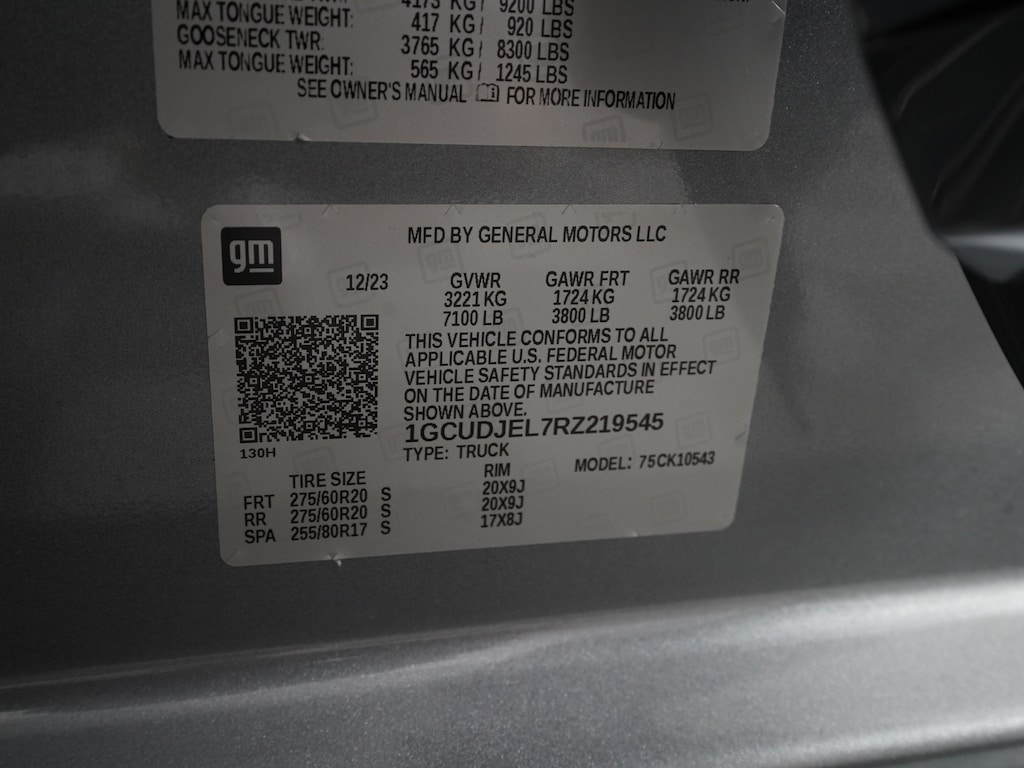 4173 KG/ 9200 LBS
MAX TONGUE WEIGHT: 417 KG/ 920 LBS
GOOSENECK TWR: 3765 KG/ 8300 LBS
MAX TONGUE WEIGHT: 565 KG/ 1245 LBS
SEE OWNER'S MANUAL FOR MORE INFORMATION
gm
MFD BY GENERAL MOTORS LLC
12/23 GVWR GAWR FRT GAWR RR
3221 KG 1724 KG 1724 KG
7100 LB 3800 LB 3800 LB
THIS VEHICLE CONFORMS TO ALL
APPLICABLE U.S. FEDERAL MOTOR
VEHICLE SAFETY STANDARDS IN EFFECT
ON THE DATE OF MANUFACTURE
SHOWN ABOVE.
1GCUDJEL7RZ219545
130H
TYPE: TRUCK MODEL: 75CK10543
TIRE SIZE RIM
FRT 275/60R20 S 20X9J
RR 275/60R20 S 20X9J
SPA 255/80R17 S 17X8J